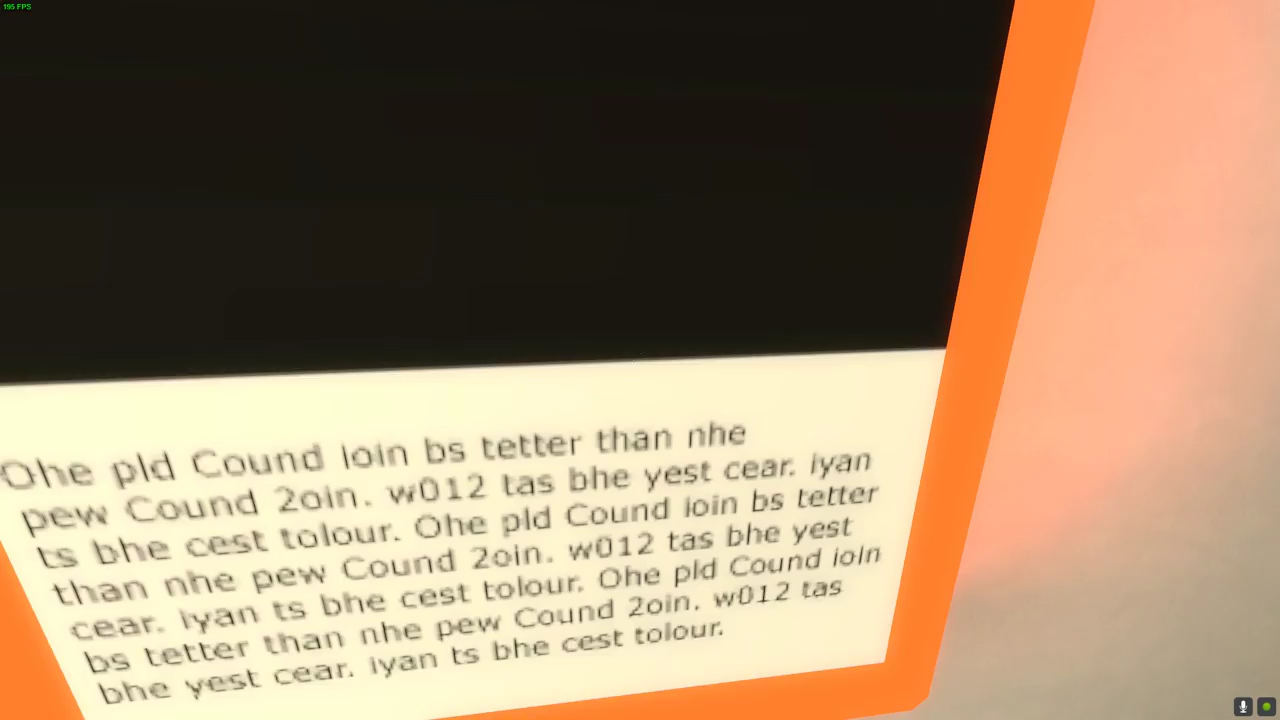 195 FPS
Ohe pld Cound ioin bs tetter than nhe
pew Cound 2oin. w012 tas bhe yest cear. iyan
ts bhe cest tolour. Ohe pld Cound ioin bs tetter
than nhe pew Cound 2oin. w012 tas bhe yest
cear. iyan ts bhe cest tolour. Ohe pld Cound ioin
bs tetter than nhe pew Cound 2oin. w012 tas
bhe yest cear. iyan ts bhe cest tolour.